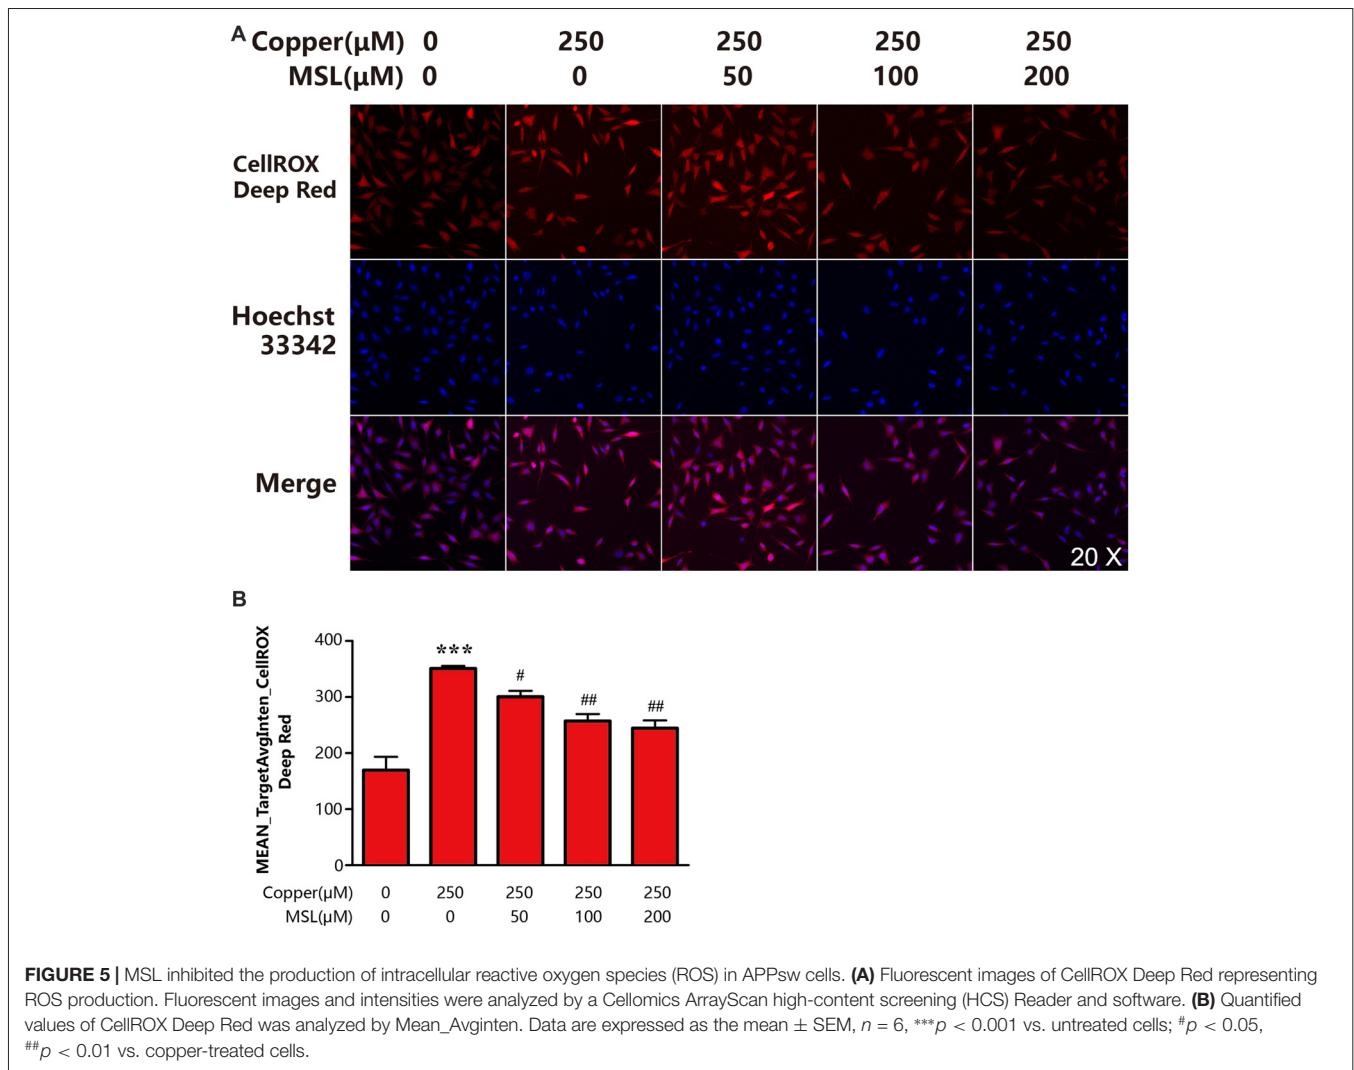 A Copper(μM) 0 250 250 250 250
MSL(μM) 0 0 50 100 200
CellROX
Deep Red
Hoechst
33342
Merge
20 X
B
MEAN_TargetAvgInten_CellROX
Deep Red
400
300
200
100
0
***
#
##
##
Copper(μM) 0 250 250 250 250
MSL(μM) 0 0 50 100 200
FIGURE 5 | MSL inhibited the production of intracellular reactive oxygen species (ROS) in APPsw cells. (A) Fluorescent images of CellROX Deep Red representing
ROS production. Fluorescent images and intensities were analyzed by a Cellomics ArrayScan high-content screening (HCS) Reader and software. (B) Quantified
values of CellROX Deep Red was analyzed by Mean_Avginten. Data are expressed as the mean ± SEM, n = 6, ***p < 0.001 vs. untreated cells; #p < 0.05,
##p < 0.01 vs. copper-treated cells.